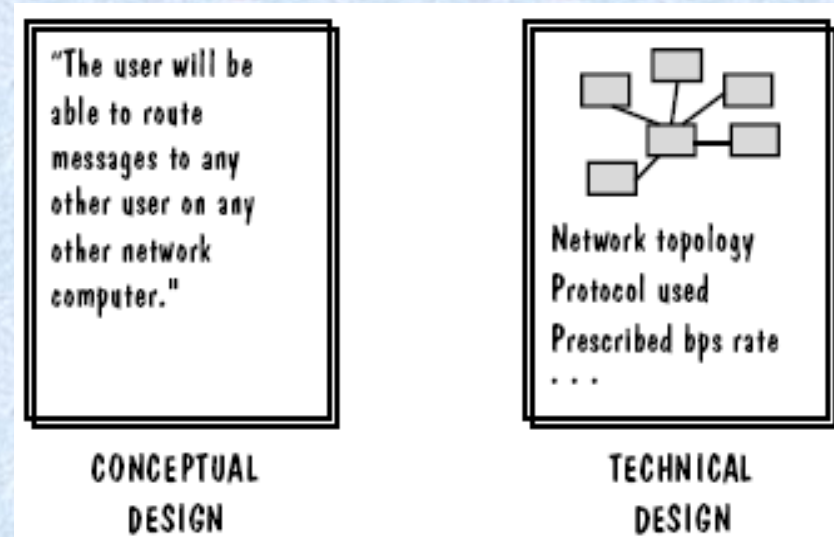 “The user will be
able to route
messages to any
other user on any
other network
computer."
CONCEPTUAL
DESIGN
Network topology
Protocol used
Prescribed bps rate
. . .
TECHNICAL
DESIGN